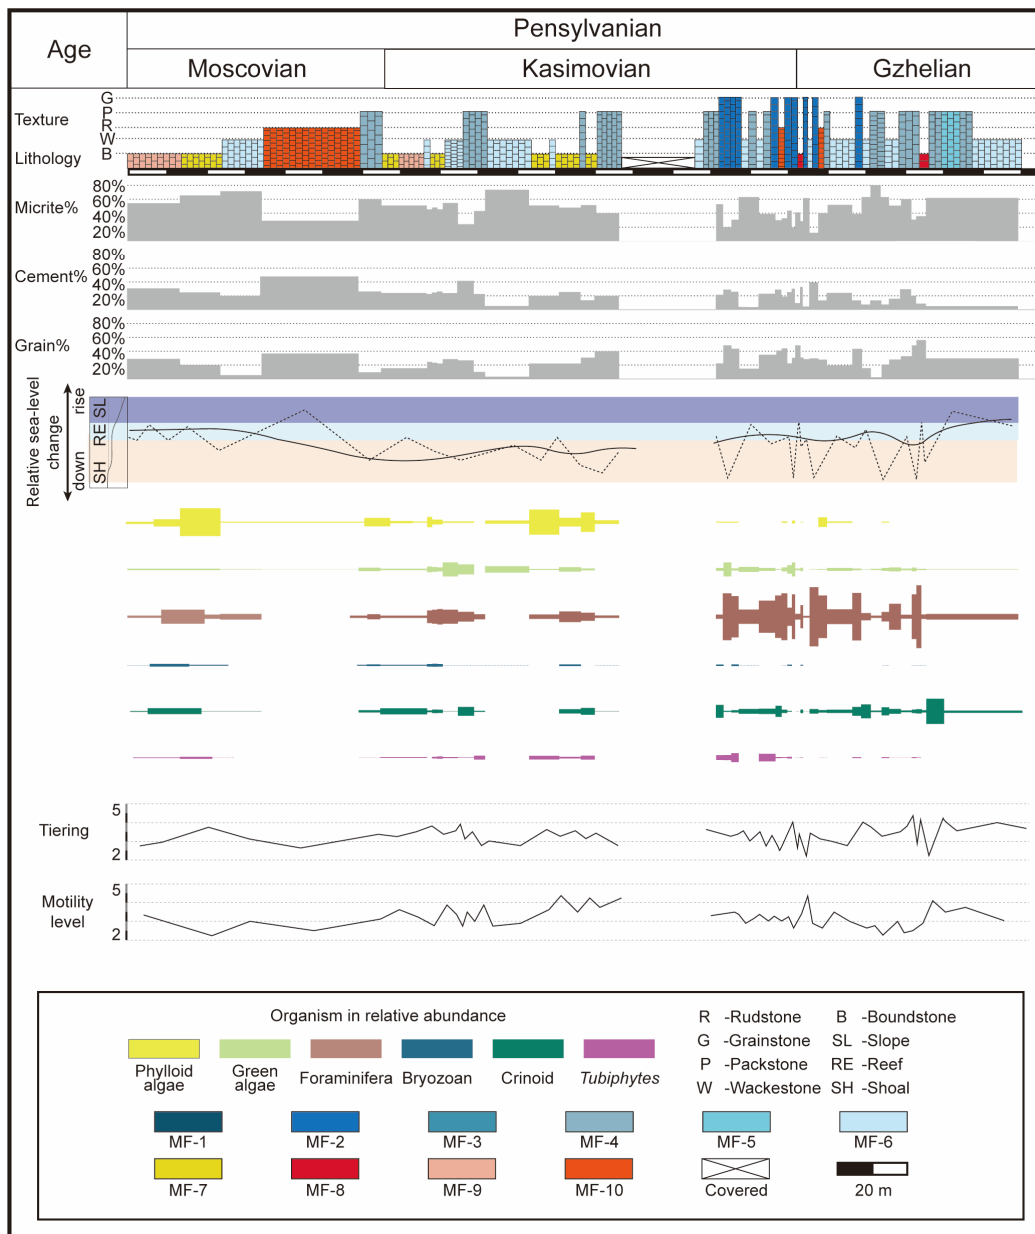 Age
Pensylvanian
Moscovian
Kasimovian
Gzhelian
Texture
Lithology
G
P
R
W
B
Micrite%
80%
60%
40%
20%
Cement%
80%
60%
40%
20%
Grain%
80%
60%
40%
20%
Relative sea-level
change
down
rise
SH
RE
SL
Tiering
5
2
Motility
level
5
2
Organism in relative abundance
Phylloid
algae
Green
algae
Foraminifera
Bryozoan
Crinoid
Tubiphytes
R -Rudstone
B -Boundstone
G -Grainstone
SL -Slope
P -Packstone
RE -Reef
W -Wackestone
SH -Shoal
MF-1
MF-2
MF-3
MF-4
MF-5
MF-6
MF-7
MF-8
MF-9
MF-10
Covered
20 m